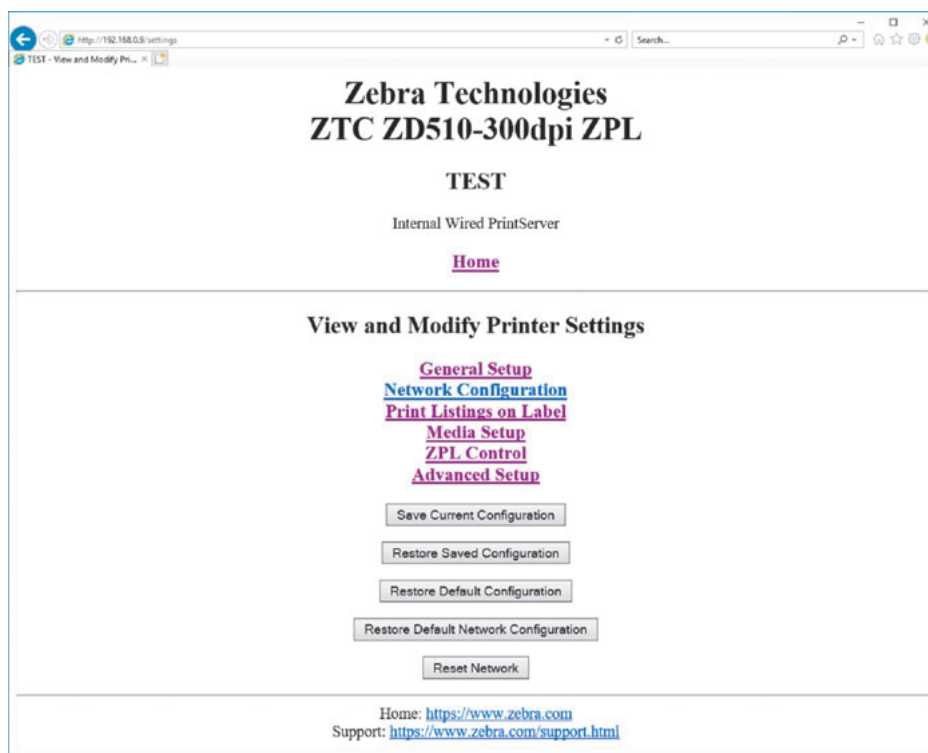 http://192.168.0.9/settings
Search...
TEST - View and Modify Pri...
Zebra Technologies
ZTC ZD510-300dpi ZPL
TEST
Internal Wired PrintServer
Home
View and Modify Printer Settings
General Setup
Network Configuration
Print Listings on Label
Media Setup
ZPL Control
Advanced Setup
Save Current Configuration
Restore Saved Configuration
Restore Default Configuration
Restore Default Network Configuration
Reset Network
Home: https://www.zebra.com
Support: https://www.zebra.com/support.html